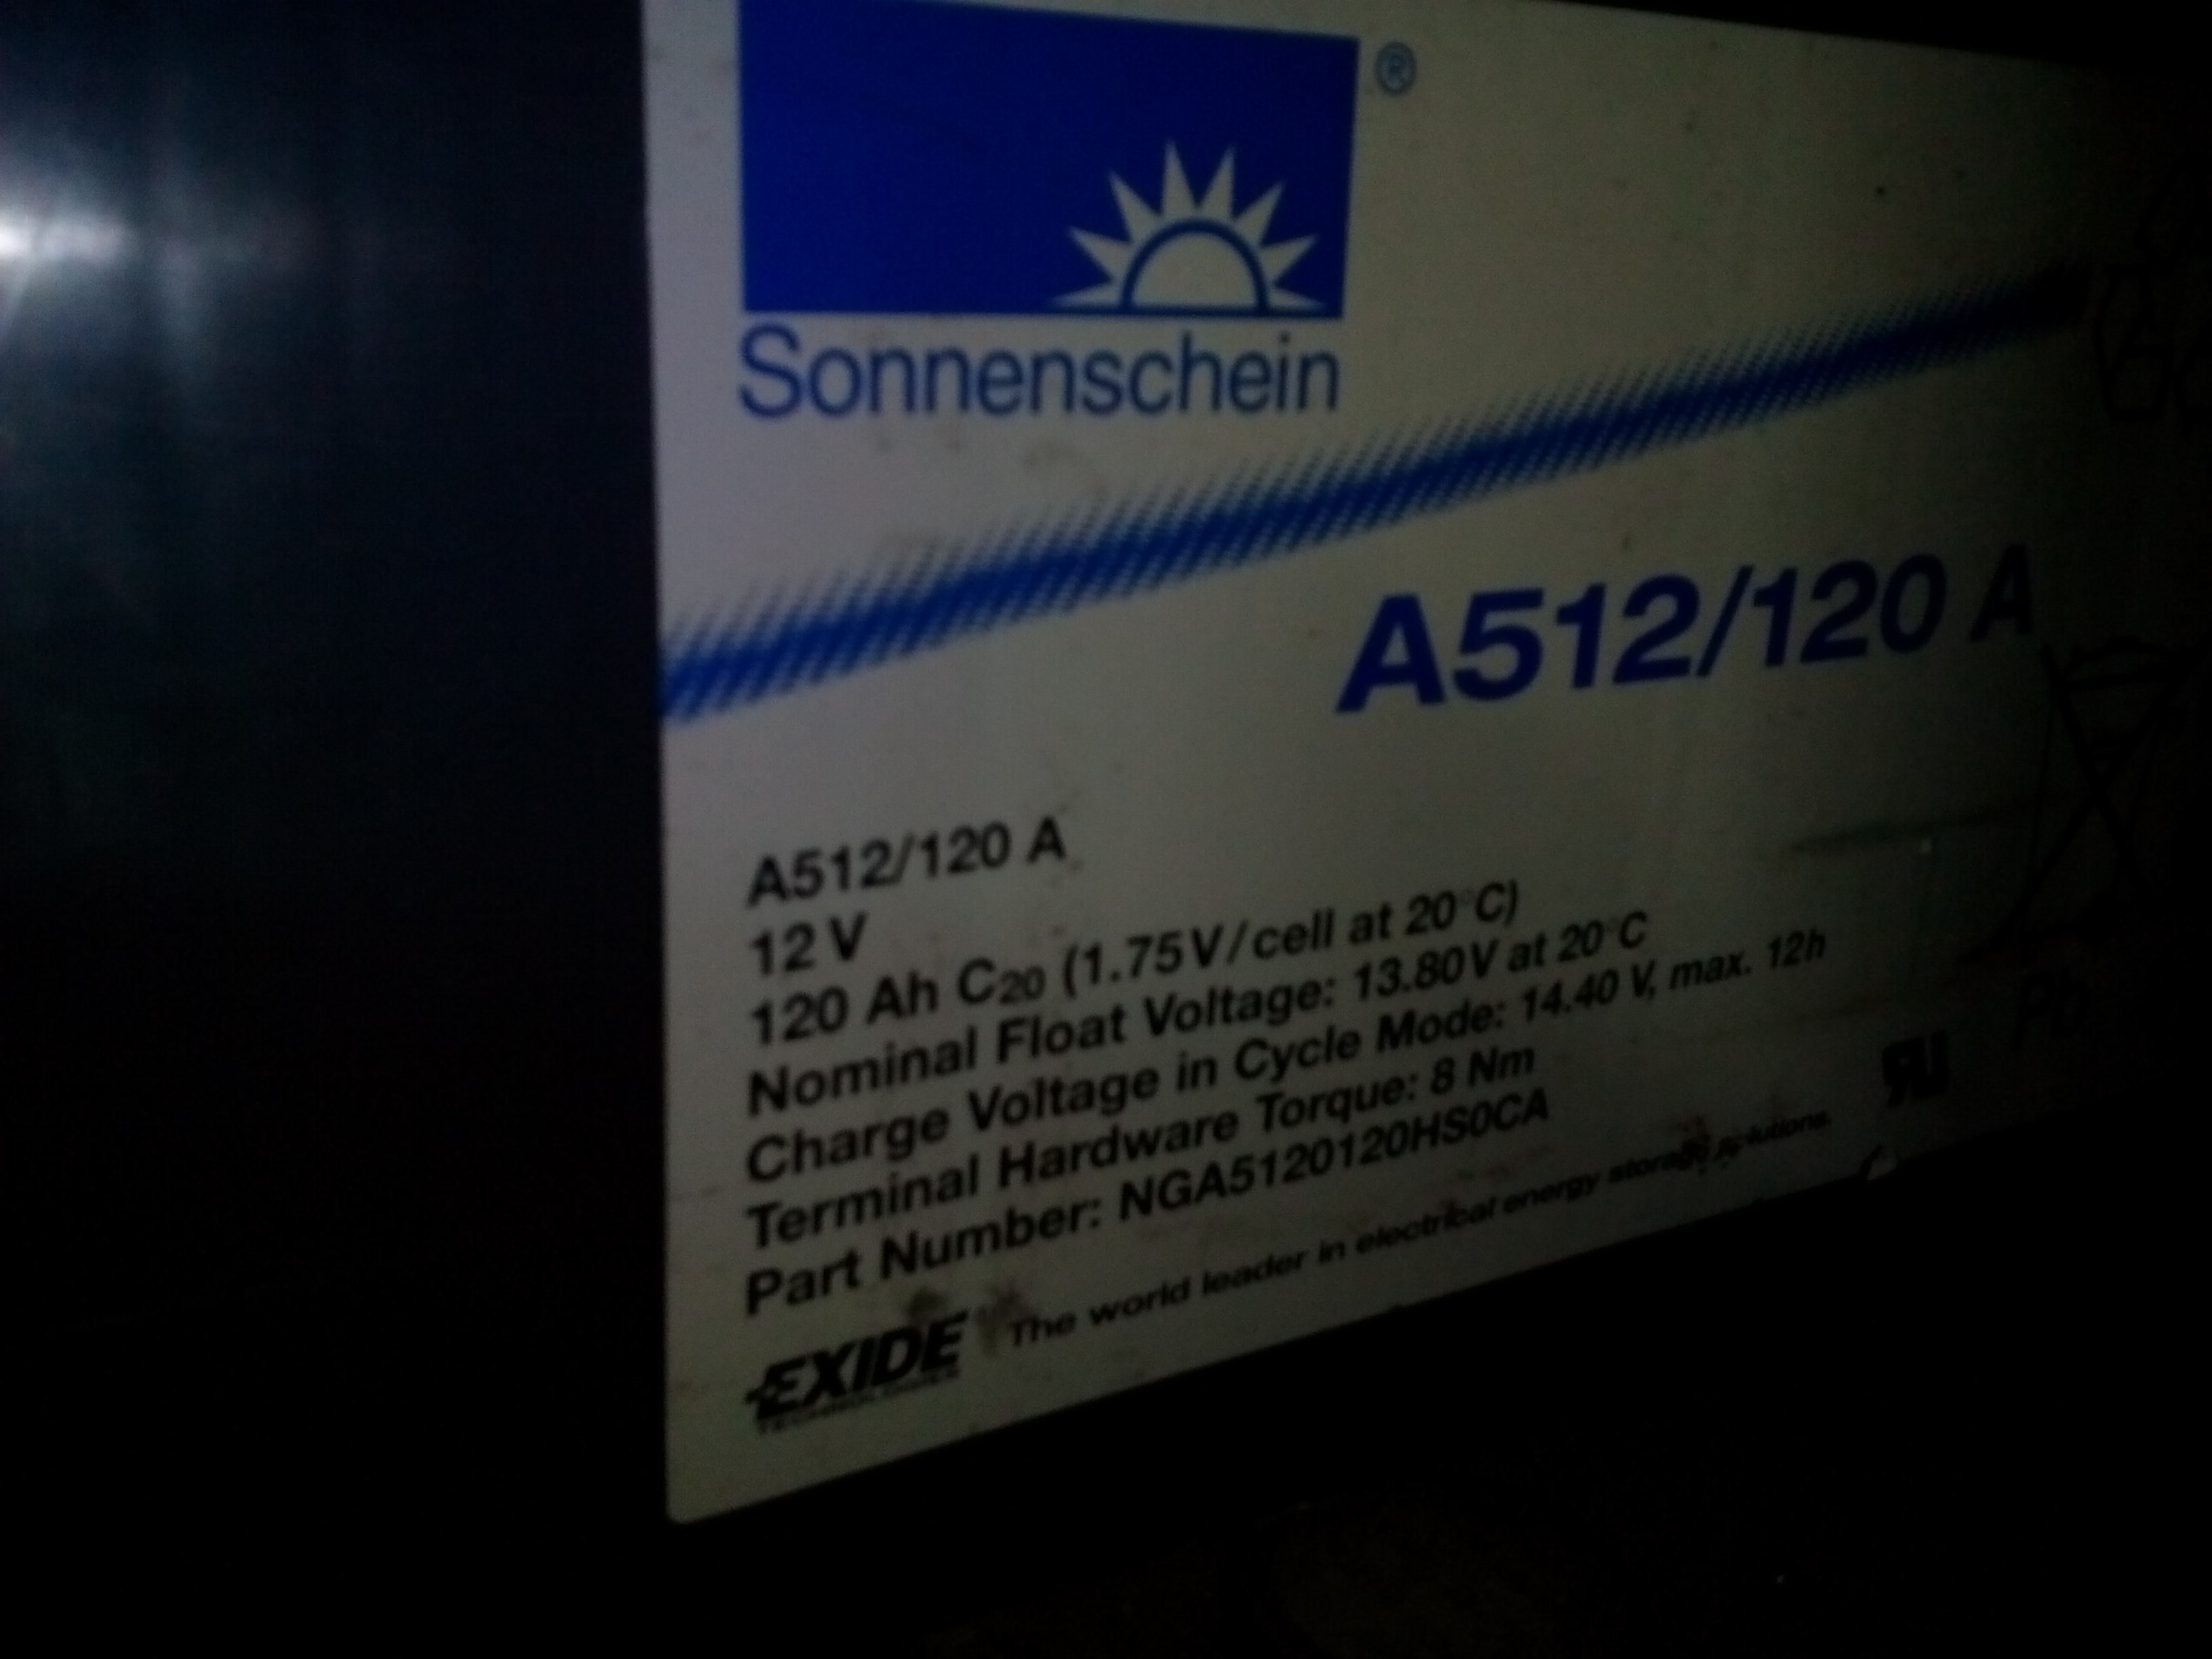 ®
Sonnenschein
A512/120 A
A512/120 A
12 V
120 Ah C20 (1.75V/cell at 20°C)
Nominal Float Voltage: 13.80V at 20°C
Charge Voltage in Cycle Mode: 14.40 V, max. 12h
Terminal Hardware Torque: 8 Nm
Part Number: NGA5120120HS0CA
EXIDE The world leader in electrical energy storage solutions.
TECHNOLOGIES
Pb